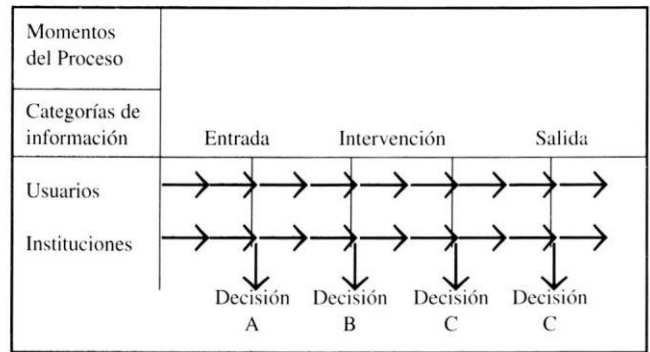 Momentos
del Proceso
Categorías de
información
Entrada Intervención Salida
Usuarios
Instituciones
Decisión Decisión Decisión Decisión
A B C C